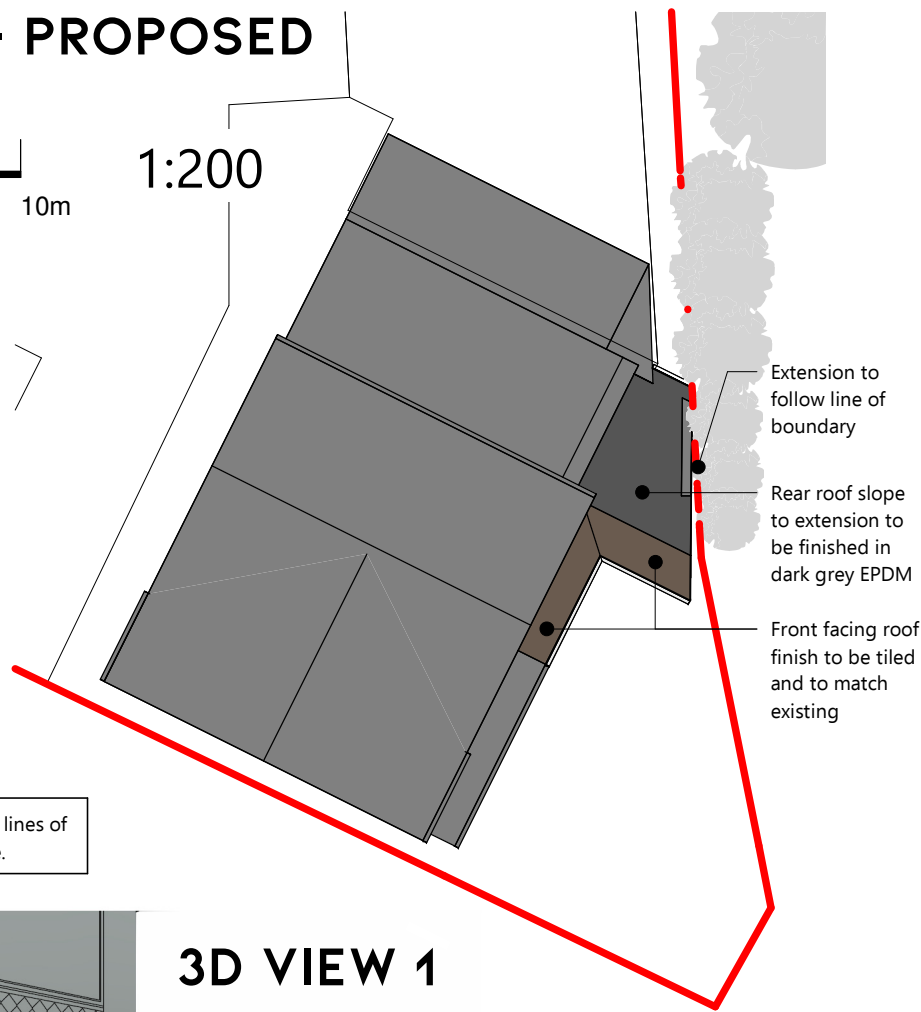 PROPOSED
1:200
10m
Extension to
follow line of
boundary
Rear roof slope
to extension to
be finished in
dark grey EPDM
Front facing roof
finish to be tiled
and to match
existing
lines of
3D VIEW 1